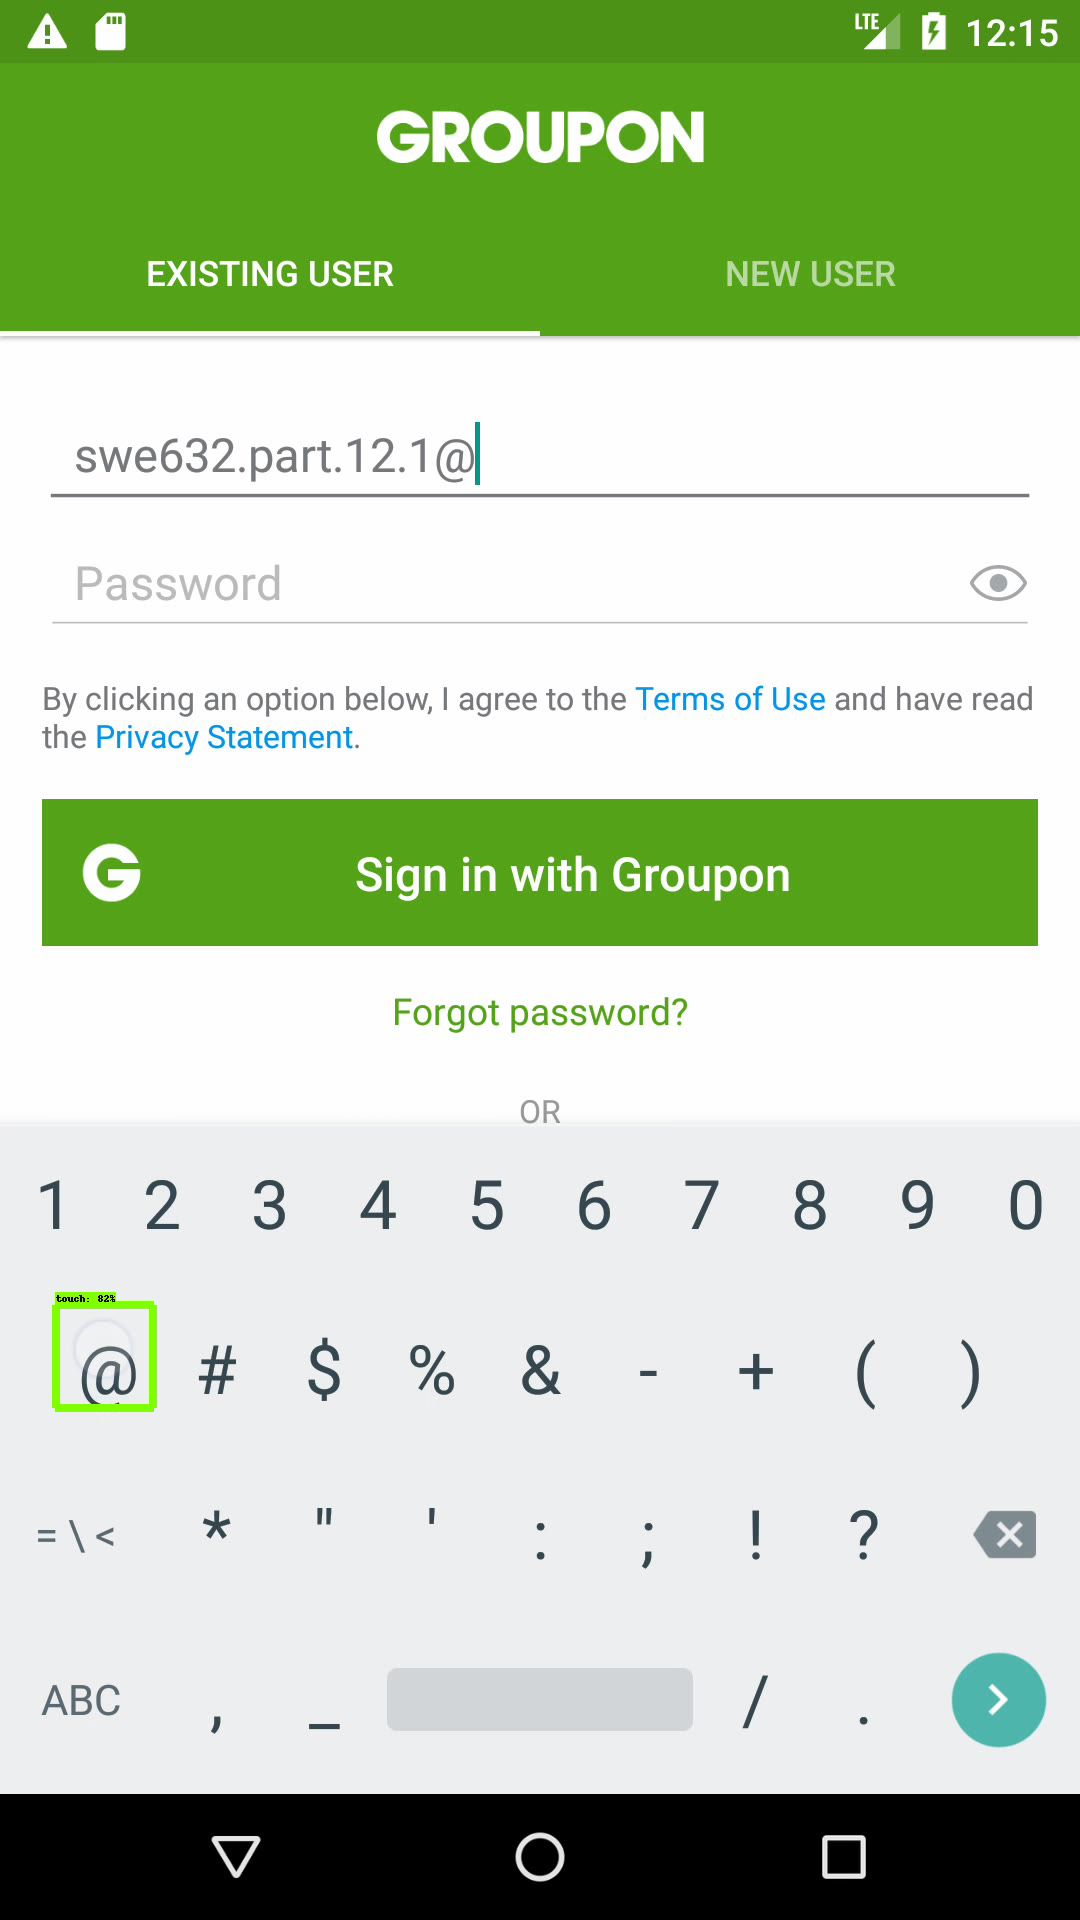 LTE 12:15
GROUPON
EXISTING USER NEW USER
swe632.part.12.1@
Password
By clicking an option below, I agree to the Terms of Use and have read
the Privacy Statement.
G Sign in with Groupon
Forgot password?
OR
1 2 3 4 5 6 7 8 9 0
touch: 82%
@ # $ % & - + ( )
= \ < * " ' : ; ! ?
ABC , _ / .